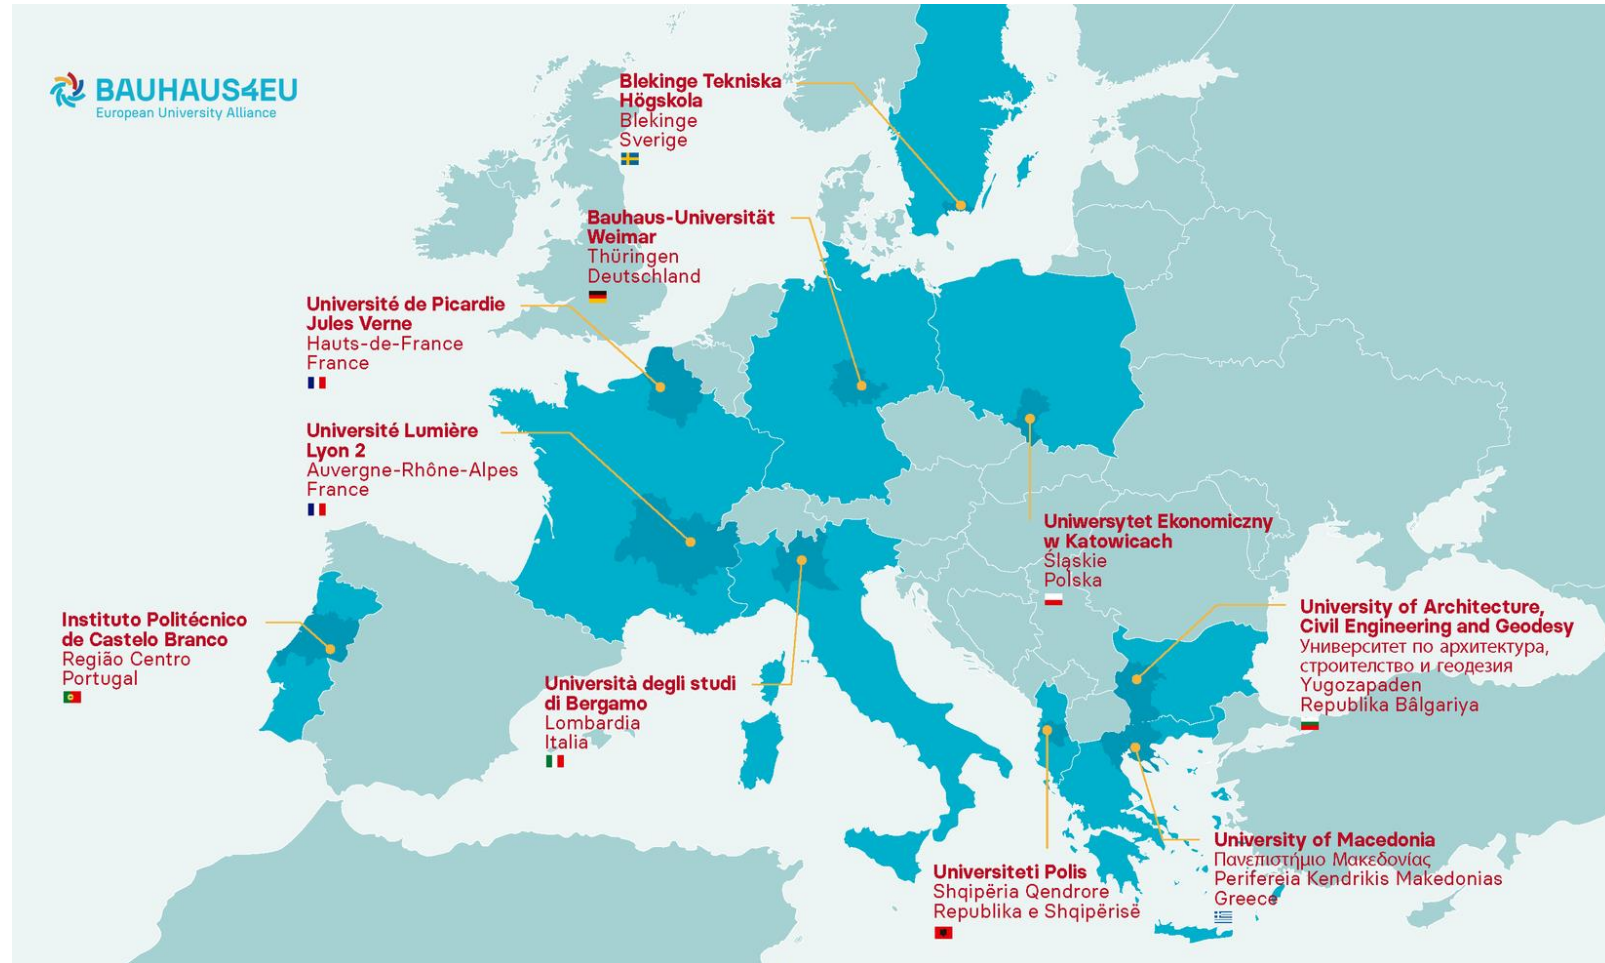 BAUHAUS4EU
European University Alliance
Blekinge Tekniska
Högskola
Blekinge
Sverige
Bauhaus-Universität
Weimar
Thüringen
Deutschland
Université de Picardie
Jules Verne
Hauts-de-France
France
Université Lumière
Lyon 2
Auvergne-Rhône-Alpes
France
Uniwersytet Ekonomiczny
w Katowicach
Śląskie
Polska
Instituto Politécnico
de Castelo Branco
Região Centro
Portugal
University of Architecture,
Civil Engineering and Geodesy
Университет по архитектура,
строителство и геодезия
Yugozapaden
Republika Bâlgariya
Università degli studi
di Bergamo
Lombardia
Italia
University of Macedonia
Πανεπιστήμιο Μακεδονίας
Perifereia Kendrikis Makedonias
Greece
Universiteti Polis
Shqipëria Qendrore
Republika e Shqipërisë